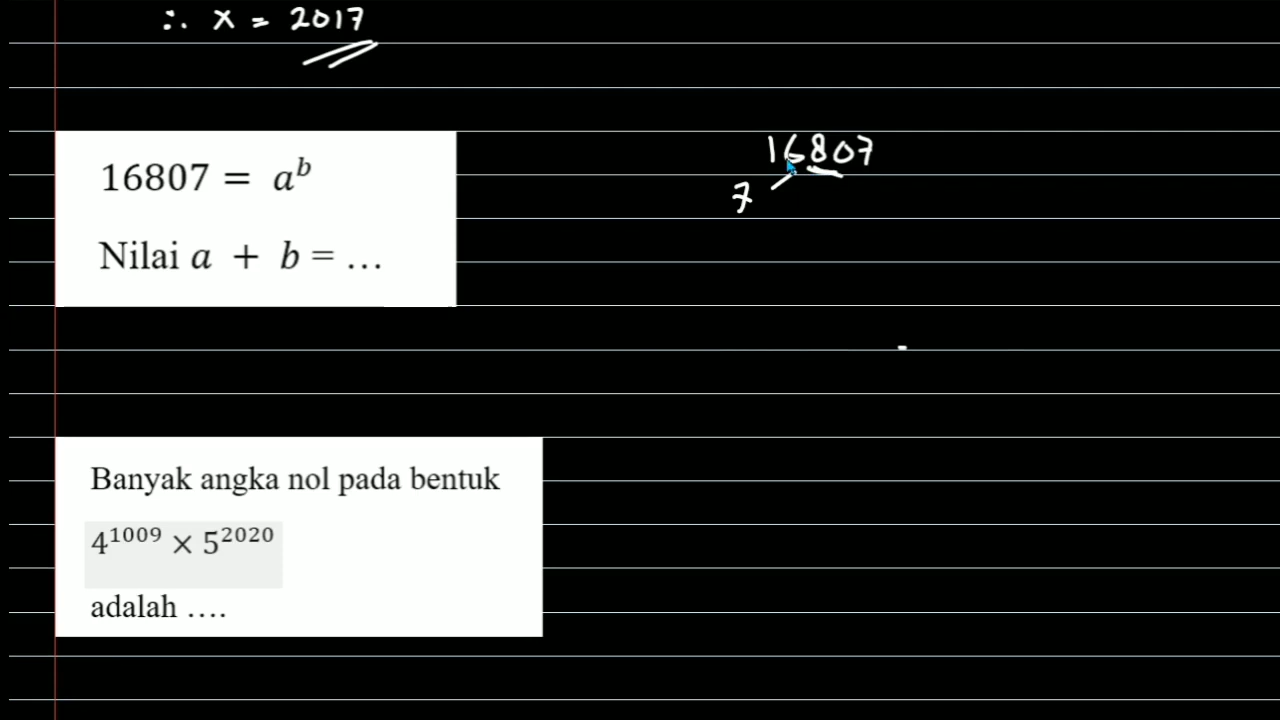 ∴ x = 2017
16807 = a^b
Nilai a + b = …
16807
7
Banyak angka nol pada bentuk
4^1009 × 5^2020
adalah ….